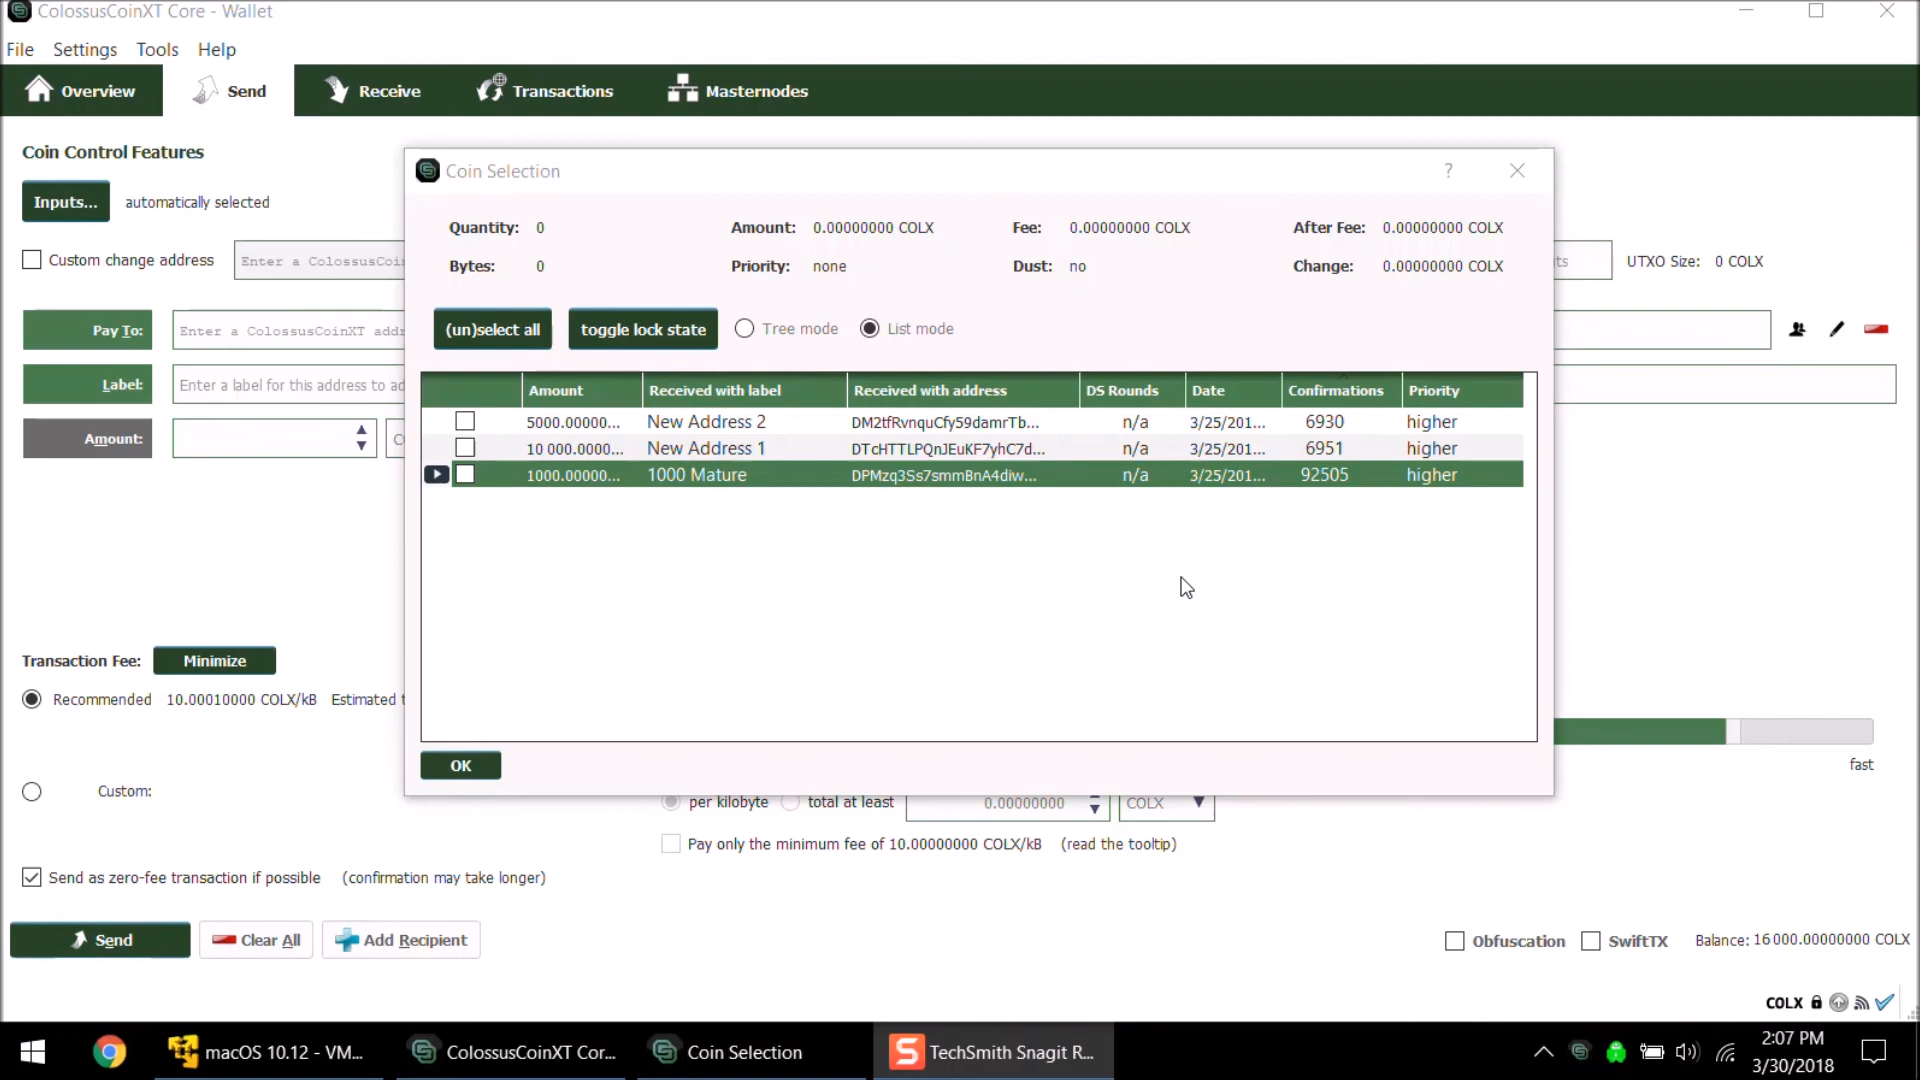 ColossusCoinXT Core - Wallet
File Settings Tools Help
Overview Send Receive Transactions Masternodes
Coin Control Features
Inputs... automatically selected
Custom change address Enter a ColossusCoi UTXO Size: 0 COLX
Pay To: Enter a ColossusCoinXT addr
Label: Enter a label for this address to ad
Amount:
Coin Selection ?
Quantity: 0 Amount: 0.00000000 COLX Fee: 0.00000000 COLX After Fee: 0.00000000 COLX
Bytes: 0 Priority: none Dust: no Change: 0.00000000 COLX
(un)select all toggle lock state Tree mode List mode
Amount Received with label Received with address DS Rounds Date Confirmations Priority
5000.00000... New Address 2 DM2tfRvnquCfy59damrTb... n/a 3/25/201... 6930 higher
10 000.0000... New Address 1 DTcHTTLPQnJEuKF7yhC7d... n/a 3/25/201... 6951 higher
1000.00000... 1000 Mature DPMzq3Ss7smmBnA4diw... n/a 3/25/201... 92505 higher
OK
Transaction Fee: Minimize
Recommended 10.00010000 COLX/kB Estimated t
fast
Custom:
per kilobyte total at least 0.00000000 COLX
Pay only the minimum fee of 10.00000000 COLX/kB (read the tooltip)
Send as zero-fee transaction if possible (confirmation may take longer)
Send Clear All Add Recipient Obfuscation SwiftTX Balance: 16 000.00000000 COLX
COLX
macOS 10.12 - VM... ColossusCoinXT Cor... Coin Selection TechSmith Snagit R... 2:07 PM
3/30/2018